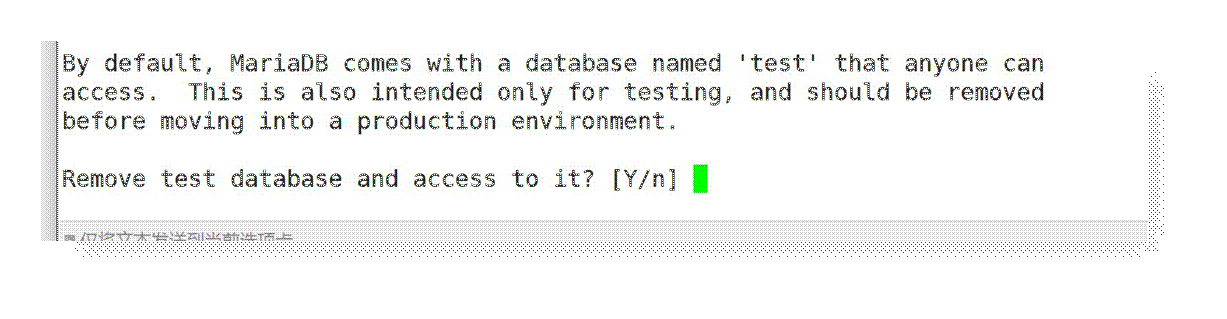 By default, MariaDB comes with a database named 'test' that anyone can
access.  This is also intended only for testing, and should be removed
before moving into a production environment.
Remove test database and access to it? [Y/n]
仅将文本发送到当前选项卡